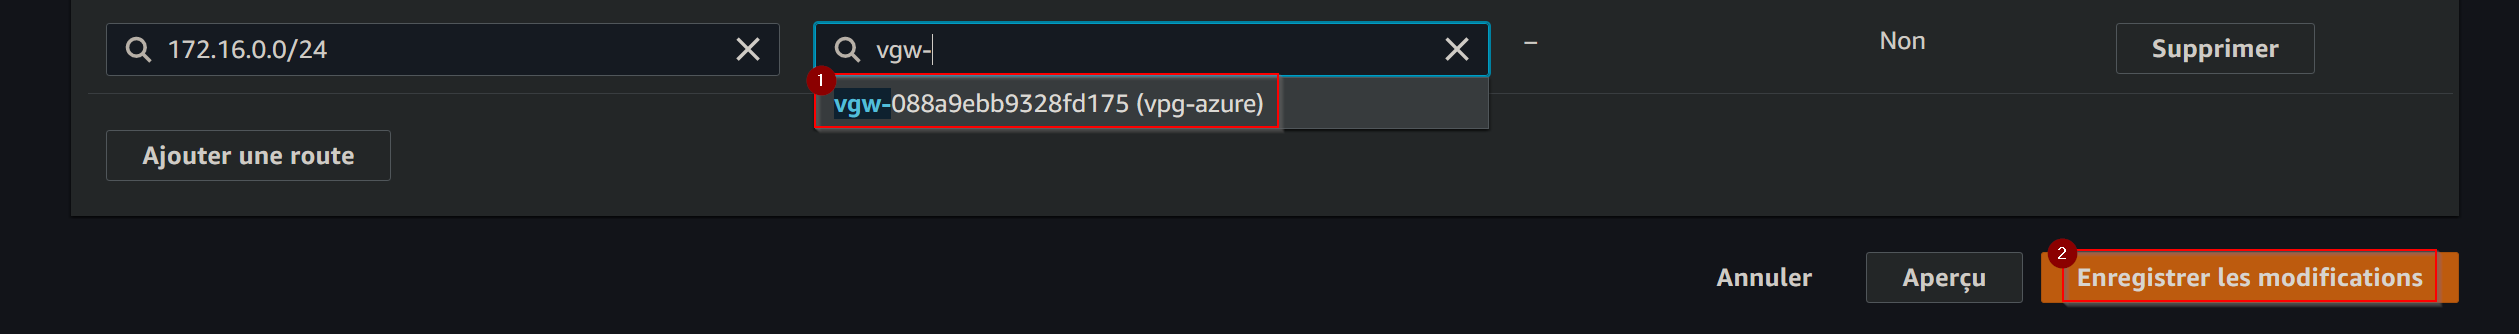 172.16.0.0/24
vgw-
–
Non
Supprimer
1
vgw-088a9ebb9328fd175 (vpg-azure)
Ajouter une route
Annuler
Aperçu
2
Enregistrer les modifications